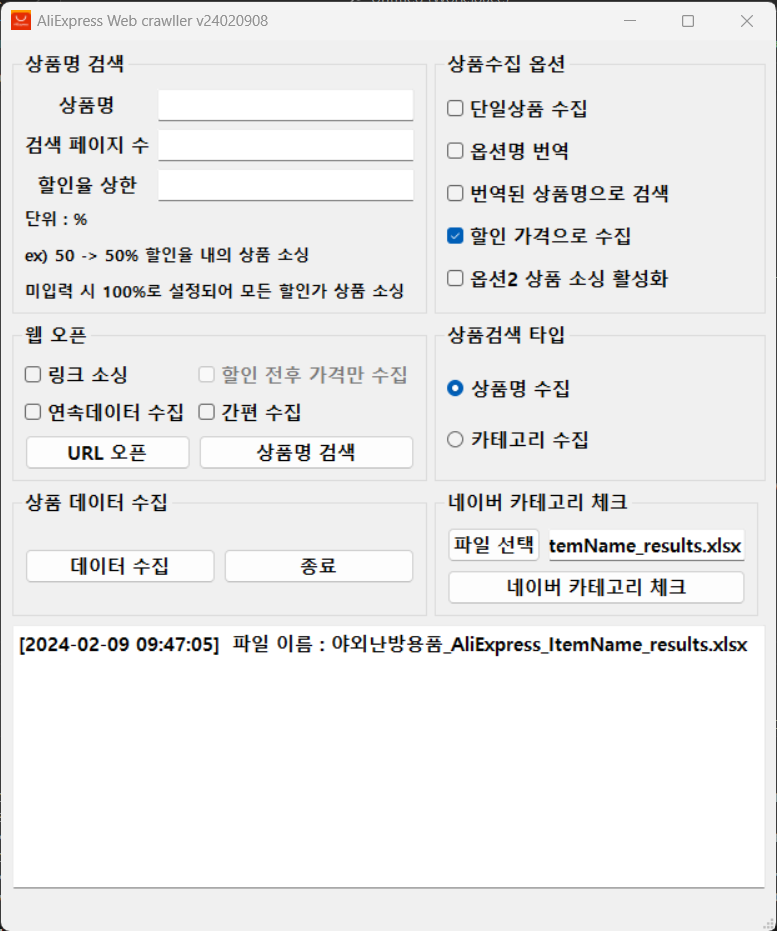 AliExpress Web crawller v24020908
상품명 검색
상품명
검색 페이지 수
할인율 상한
단위 : %
ex) 50 -> 50% 할인율 내의 상품 소싱
미입력 시 100%로 설정되어 모든 할인가 상품 소싱
상품수집 옵션
단일상품 수집
옵션명 번역
번역된 상품명으로 검색
할인 가격으로 수집
옵션2 상품 소싱 활성화
웹 오픈
링크 소싱
할인 전후 가격만 수집
연속데이터 수집
간편 수집
URL 오픈
상품명 검색
상품검색 타입
상품명 수집
카테고리 수집
상품 데이터 수집
데이터 수집
종료
네이버 카테고리 체크
파일 선택
temName_results.xlsx
네이버 카테고리 체크
[2024-02-09 09:47:05] 파일 이름 : 야외난방용품_AliExpress_ItemName_results.xlsx